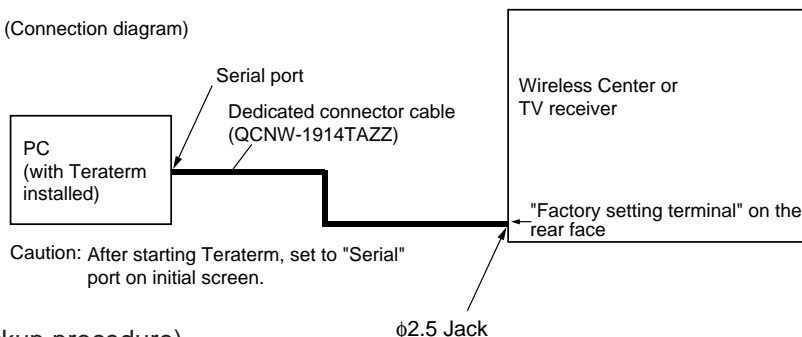 (Connection diagram)
Serial port
Dedicated connector cable
(QCNW-1914TAZZ)
PC
(with Teraterm
installed)
Wireless Center or
TV receiver
"Factory setting terminal" on the
rear face
Caution: After starting Teraterm, set to "Serial"
port on initial screen.
ϕ2.5 Jack
procedure)